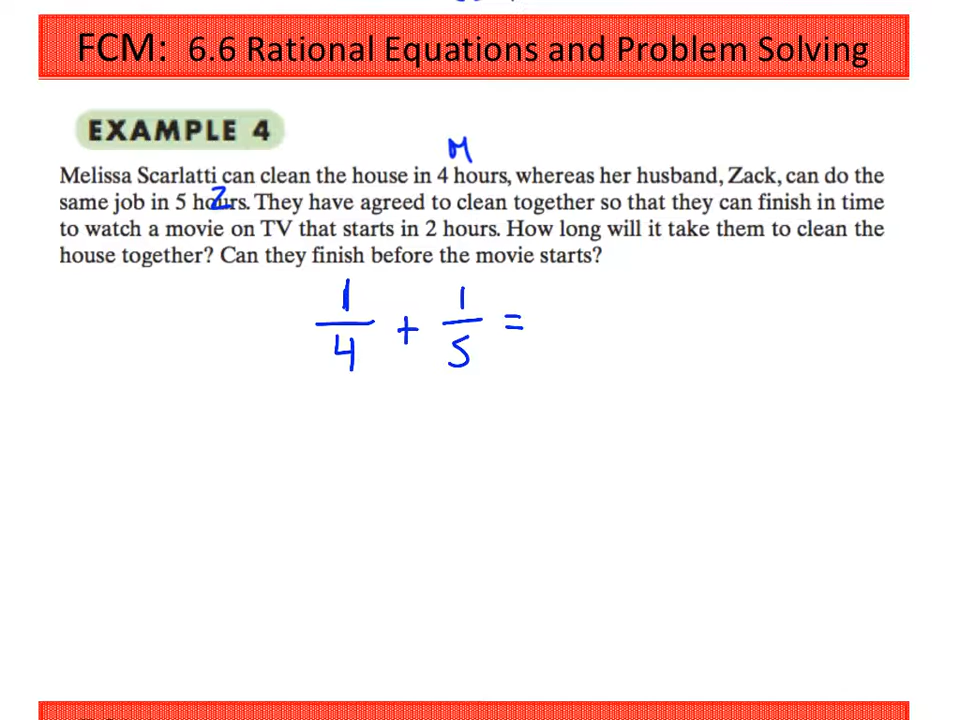 FCM: 6.6 Rational Equations and Problem Solving
EXAMPLE 4
M
Melissa Scarlatti can clean the house in 4 hours, whereas her husband, Zack, can do the
Z
same job in 5 hours. They have agreed to clean together so that they can finish in time
to watch a movie on TV that starts in 2 hours. How long will it take them to clean the
house together? Can they finish before the movie starts?
1/4 + 1/5 =